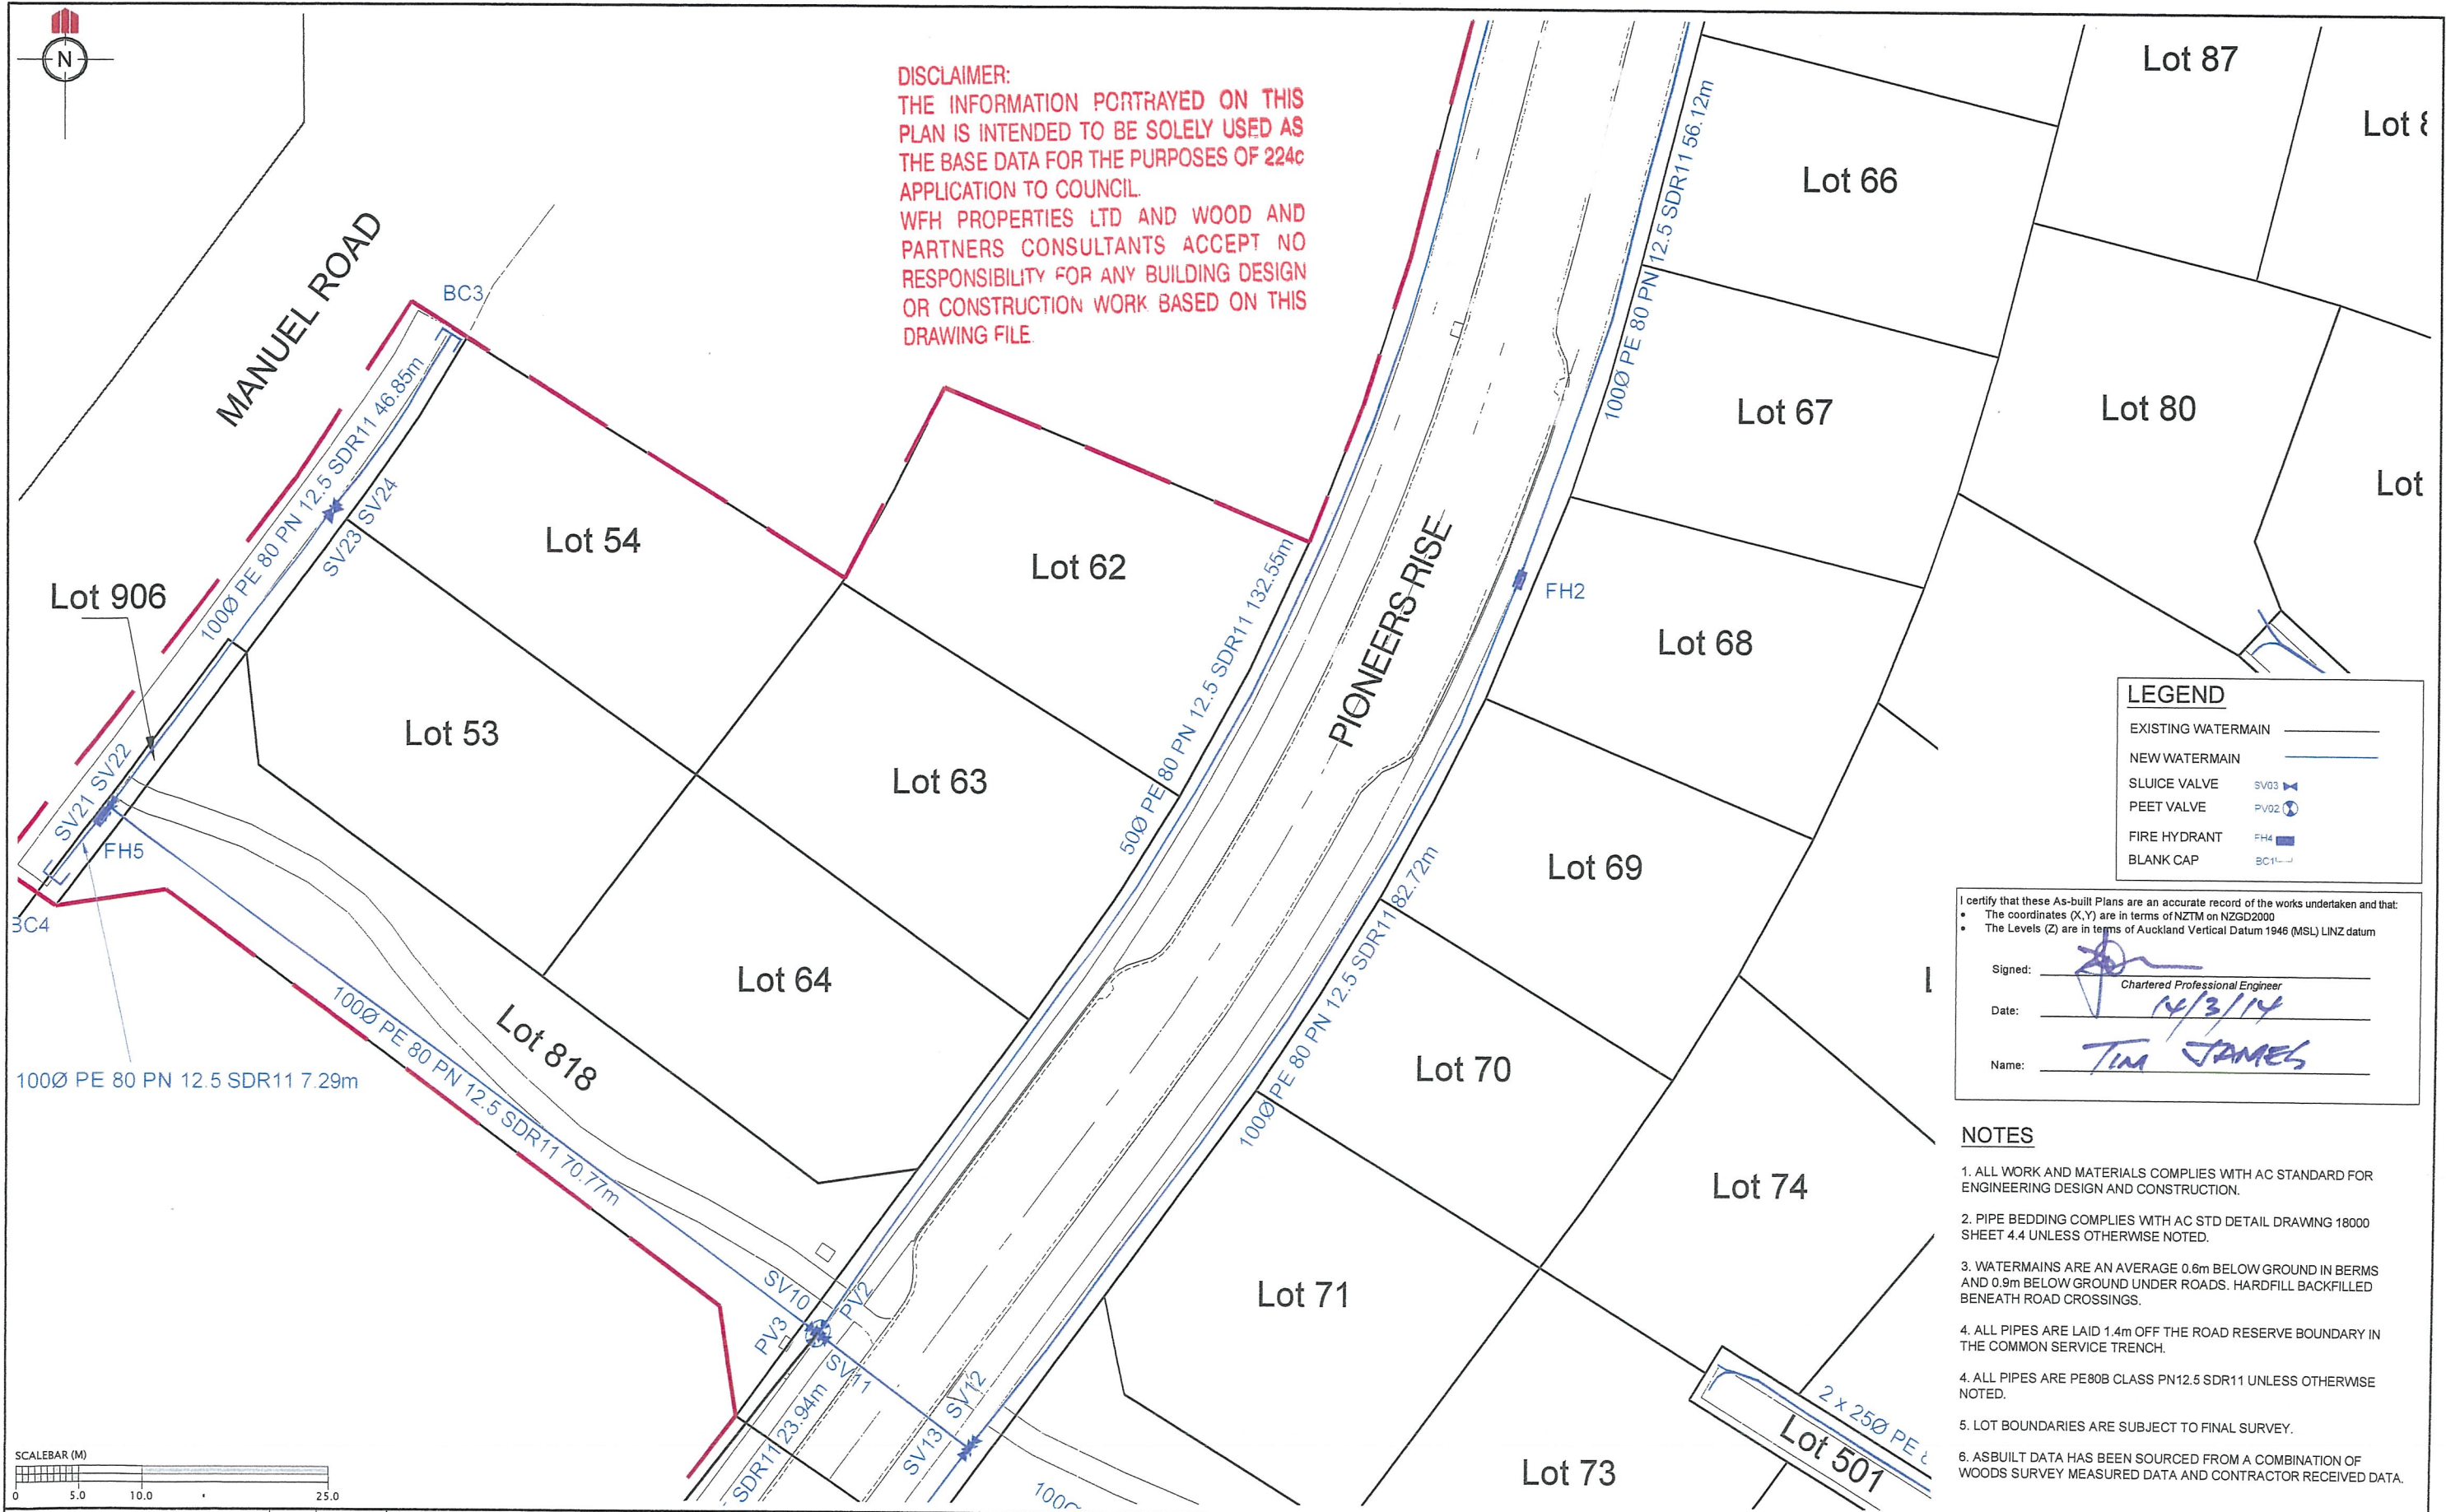 N
DISCLAIMER:
THE INFORMATION PORTRAYED ON THIS
PLAN IS INTENDED TO BE SOLELY USED AS
THE BASE DATA FOR THE PURPOSES OF 224c
APPLICATION TO COUNCIL.
WFH PROPERTIES LTD AND WOOD AND
PARTNERS CONSULTANTS ACCEPT NO
RESPONSIBILITY FOR ANY BUILDING DESIGN
OR CONSTRUCTION WORK BASED ON THIS
DRAWING FILE.
MANUEL ROAD
BC3
100Ø PE 80 PN 12.5 SDR11 46.85m
SV23 SV24
Lot 906
SV21 SV22
FH5
BC4
100Ø PE 80 PN 12.5 SDR11 7.29m
100Ø PE 80 PN 12.5 SDR11 70.77m
Lot 54
Lot 62
Lot 53
Lot 63
Lot 64
Lot 818
50Ø PE 80 PN 12.5 SDR11 132.55m
PIONEERS RISE
100Ø PE 80 PN 12.5 SDR11 56.12m
FH2
100Ø PE 80 PN 12.5 SDR11 82.72m
SV10
PV2
PV3
SV11
SV12
SV13
SDR11 23.94m
100
Lot 87
Lot
Lot 66
Lot 67
Lot 80
Lot
Lot 68
Lot 69
Lot 70
Lot 74
Lot 71
Lot 73
Lot 501
2 x 25Ø PE
LEGEND
EXISTING WATERMAIN
NEW WATERMAIN
SLUICE VALVE SV03
PEET VALVE PV02
FIRE HYDRANT FH4
BLANK CAP BC1
I certify that these As-built Plans are an accurate record of the works undertaken and that:
• The coordinates (X,Y) are in terms of NZTM on NZGD2000
• The Levels (Z) are in terms of Auckland Vertical Datum 1946 (MSL) LINZ datum
Signed:
Chartered Professional Engineer
Date: 14/3/14
Name: TIM JAMES
NOTES
1. ALL WORK AND MATERIALS COMPLIES WITH AC STANDARD FOR
ENGINEERING DESIGN AND CONSTRUCTION.
2. PIPE BEDDING COMPLIES WITH AC STD DETAIL DRAWING 18000
SHEET 4.4 UNLESS OTHERWISE NOTED.
3. WATERMAINS ARE AN AVERAGE 0.6m BELOW GROUND IN BERMS
AND 0.9m BELOW GROUND UNDER ROADS. HARDFILL BACKFILLED
BENEATH ROAD CROSSINGS.
4. ALL PIPES ARE LAID 1.4m OFF THE ROAD RESERVE BOUNDARY IN
THE COMMON SERVICE TRENCH.
4. ALL PIPES ARE PE80B CLASS PN12.5 SDR11 UNLESS OTHERWISE
NOTED.
5. LOT BOUNDARIES ARE SUBJECT TO FINAL SURVEY.
6. ASBUILT DATA HAS BEEN SOURCED FROM A COMBINATION OF
WOODS SURVEY MEASURED DATA AND CONTRACTOR RECEIVED DATA.
SCALEBAR (M)
0 5.0 10.0 25.0